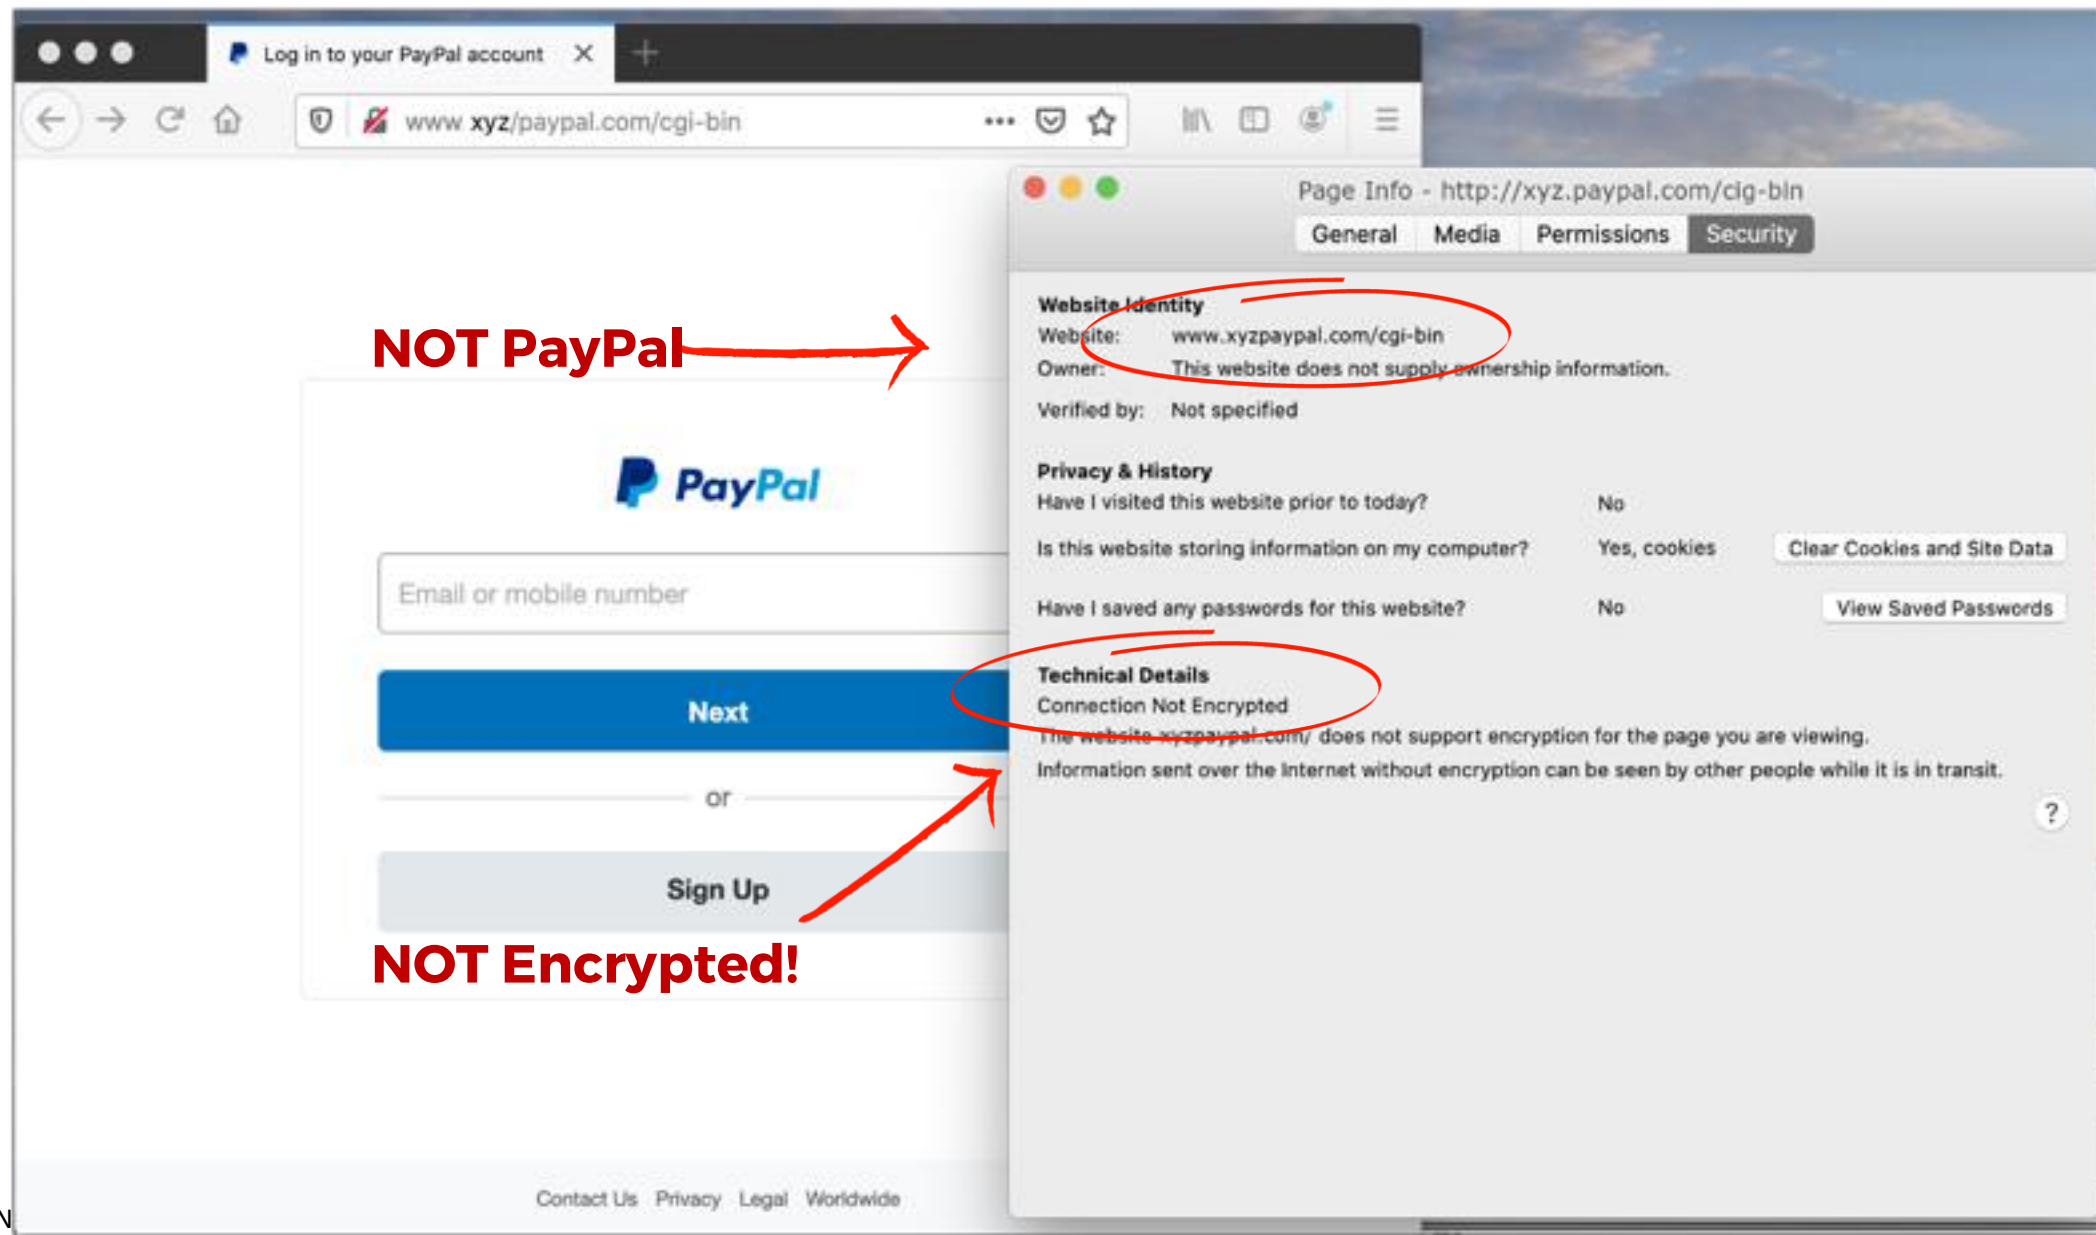 Log in to your PayPal account
www xyz/paypal.com/cgi-bin
Page Info - http://xyz.paypal.com/cig-bin
General Media Permissions Security
NOT PayPal
Website Identity
Website: www.xyzpaypal.com/cgi-bin
Owner: This website does not supply ownership information.
Verified by: Not specified
Privacy & History
Have I visited this website prior to today? No
Is this website storing information on my computer? Yes, cookies Clear Cookies and Site Data
Have I saved any passwords for this website? No View Saved Passwords
Technical Details
Connection Not Encrypted
The website xyzpaypal.com/ does not support encryption for the page you are viewing.
Information sent over the Internet without encryption can be seen by other people while it is in transit.
?
PayPal
Email or mobile number
Next
or
Sign Up
NOT Encrypted!
Contact Us Privacy Legal Worldwide
N